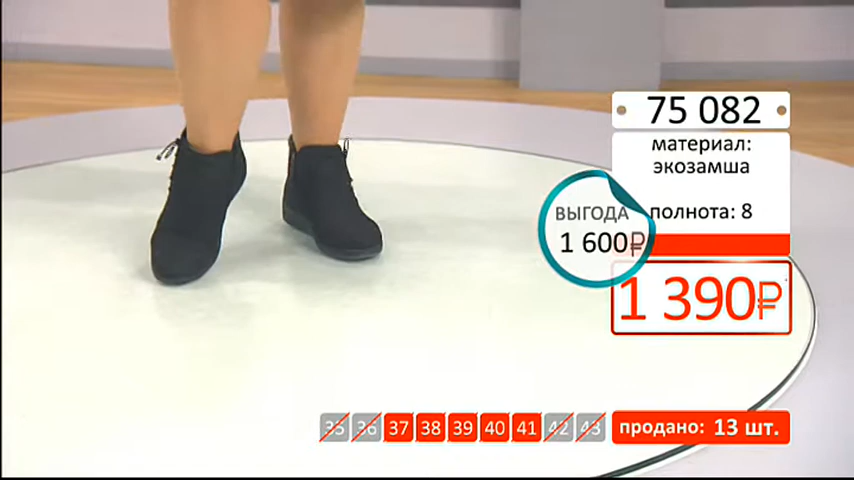 75 082
материал:
экозамша
полнота: 8
ВЫГОДА
1 600₽
1 390₽
35 36 37 38 39 40 41 42 43
продано: 13 шт.